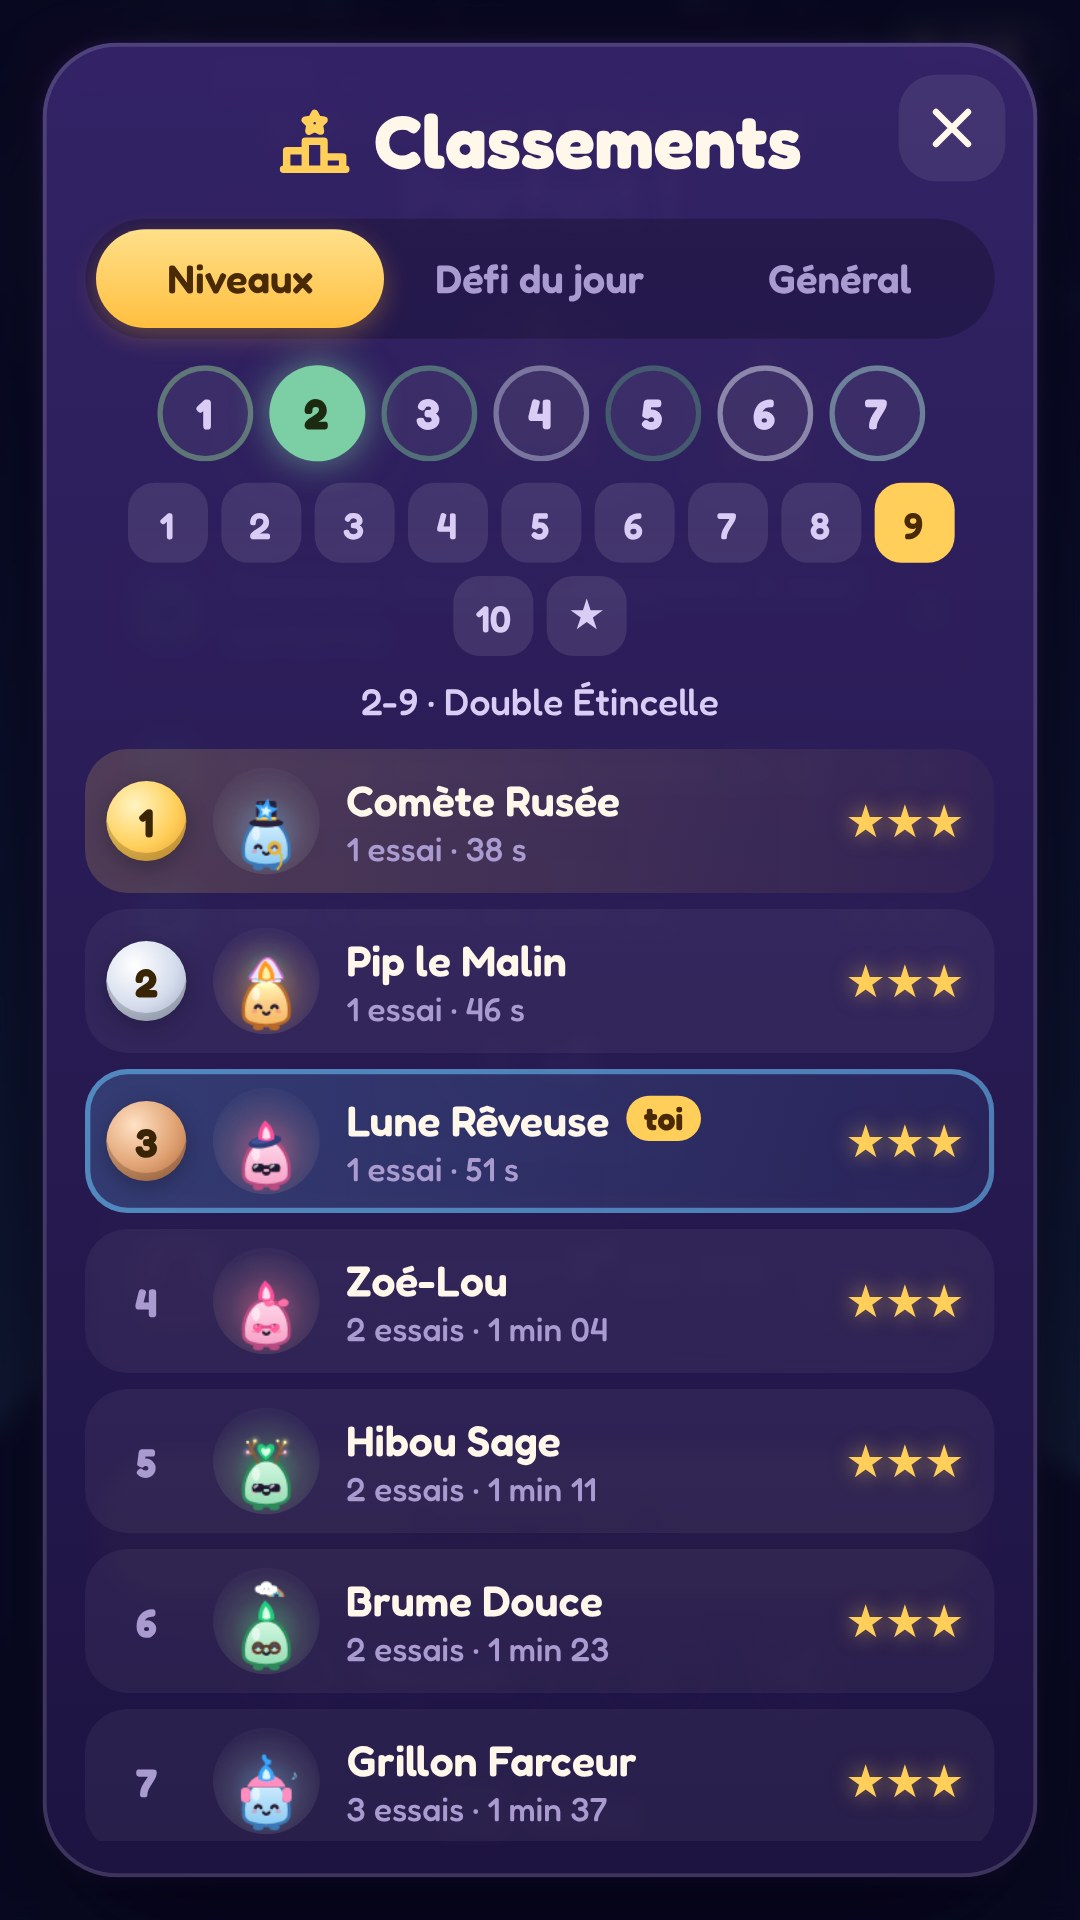 Classements
Niveaux Défi du jour Général
1 2 3 4 5 6 7
1 2 3 4 5 6 7 8 9
10 ★
2-9 · Double Étincelle
1 Comète Rusée ★★★
1 essai · 38 s
2 Pip le Malin ★★★
1 essai · 46 s
3 Lune Rêveuse toi ★★★
1 essai · 51 s
4 Zoé-Lou ★★★
2 essais · 1 min 04
5 Hibou Sage ★★★
2 essais · 1 min 11
6 Brume Douce ★★★
2 essais · 1 min 23
7 Grillon Farceur ★★★
3 essais · 1 min 37